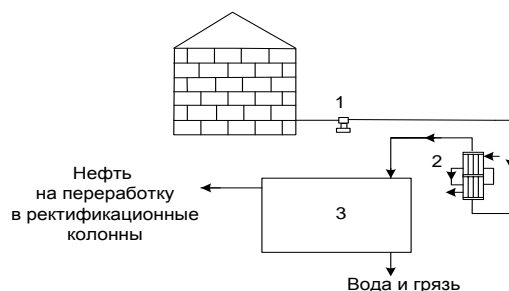 1
2
3
Нефть
на переработку
в ректификационные
колонны
Вода и грязь